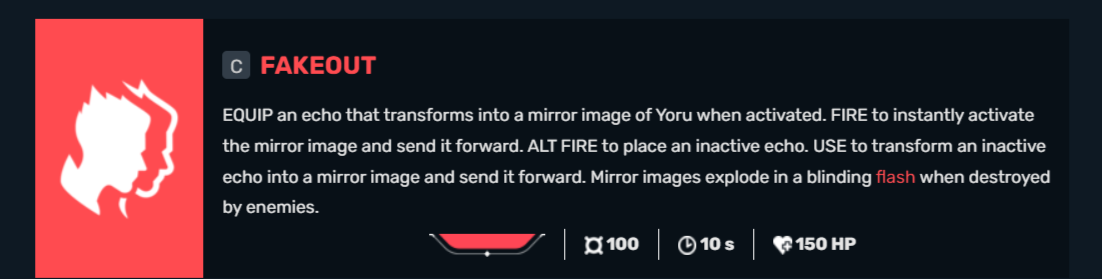 C FAKEOUT
EQUIP an echo that transforms into a mirror image of Yoru when activated. FIRE to instantly activate
the mirror image and send it forward. ALT FIRE to place an inactive echo. USE to transform an inactive
echo into a mirror image and send it forward. Mirror images explode in a blinding flash when destroyed
by enemies.
100 10 s 150 HP